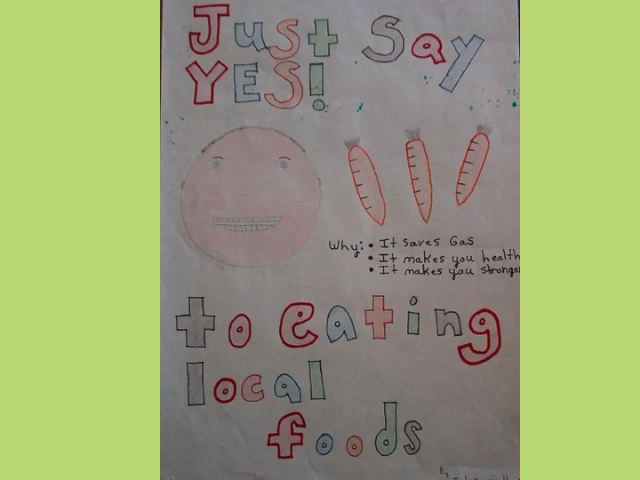 Just Say
YES!
Why: • It saves Gas
• It makes you health
• It makes you stronge
to eating
local
foods